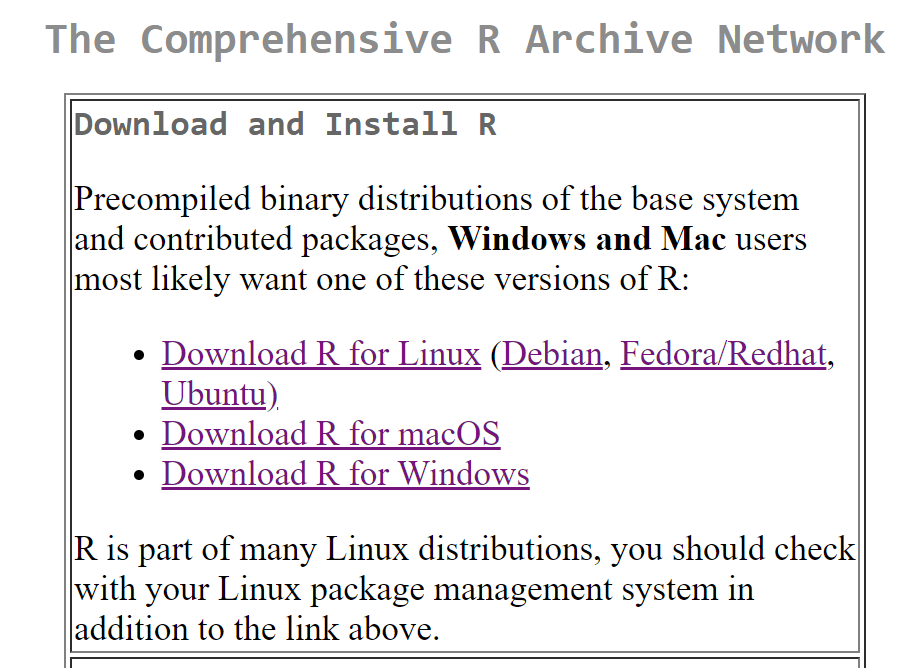 The Comprehensive R Archive Network
Download and Install R
Precompiled binary distributions of the base system
and contributed packages, Windows and Mac users
most likely want one of these versions of R:
• Download R for Linux (Debian, Fedora/Redhat,
Ubuntu)
• Download R for macOS
• Download R for Windows
R is part of many Linux distributions, you should check
with your Linux package management system in
addition to the link above.